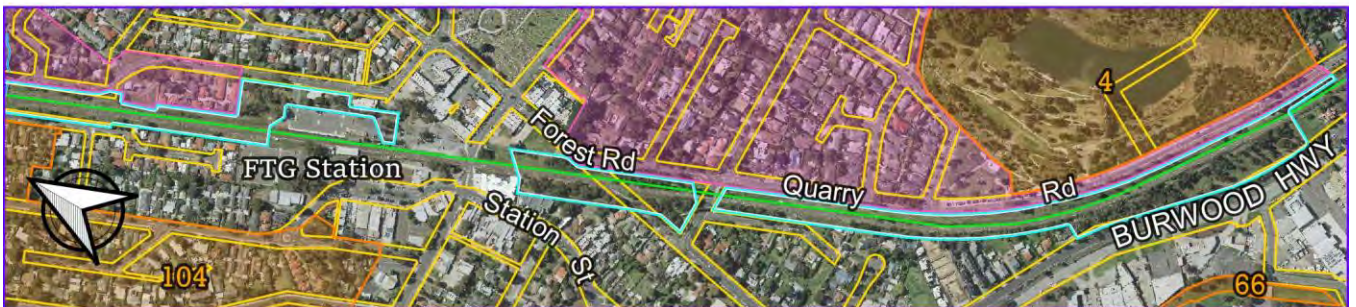 4
Forest Rd
FTG Station
Quarry
Rd
Station
St
BURWOOD HWY
104
66